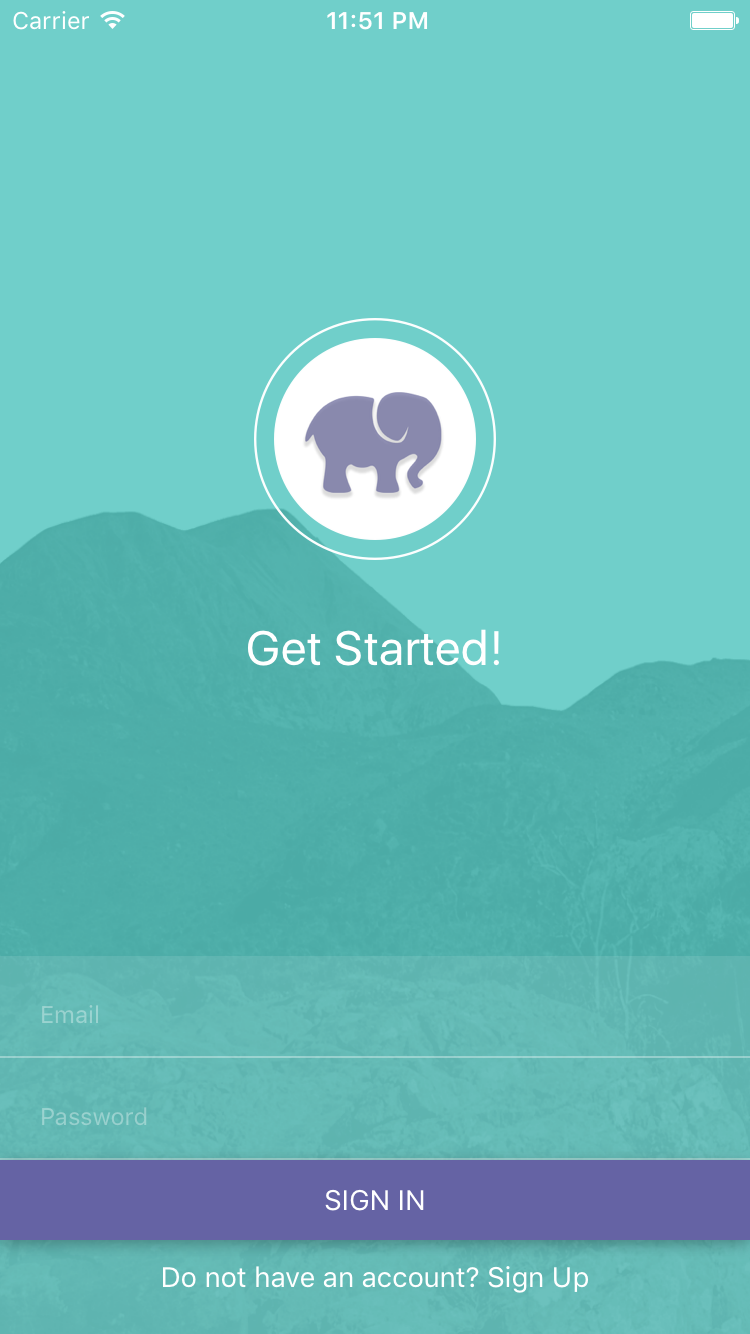 Carrier 11:51 PM
Get Started!
Email
Password
SIGN IN
Do not have an account? Sign Up